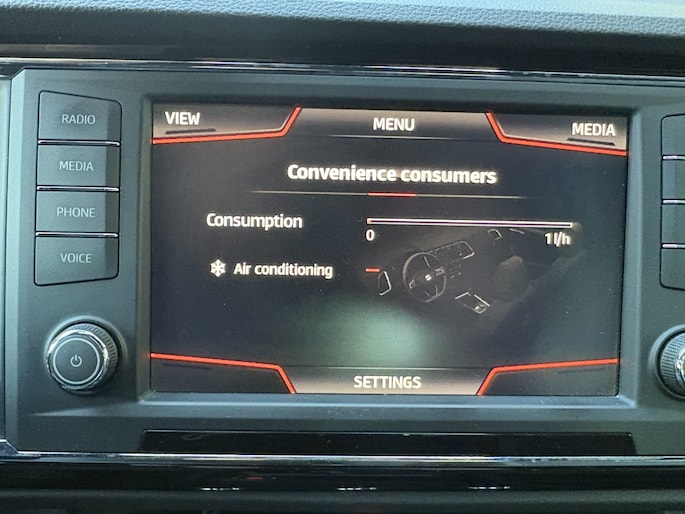 RADIO
MEDIA
PHONE
VOICE
VIEW
MENU
MEDIA
Convenience consumers
Consumption
0
1 l/h
Air conditioning
SETTINGS